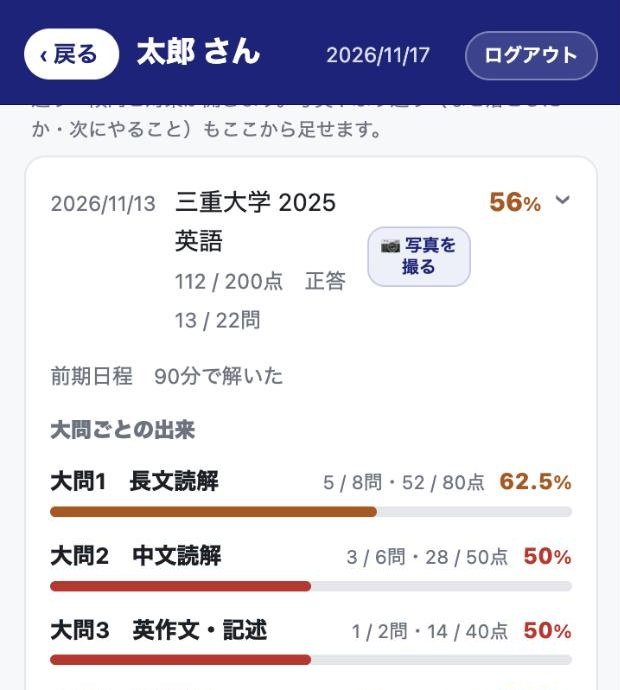 ‹ 戻る 太郎 さん 2026/11/17 ログアウト
か・次にやること）もここから足せます。
2026/11/13 三重大学 2025 56%
英語
📷 写真を
撮る
112 / 200点 正答
13 / 22問
前期日程 90分で解いた
大問ごとの出来
大問1 長文読解 5 / 8問・52 / 80点 62.5%
大問2 中文読解 3 / 6問・28 / 50点 50%
大問3 英作文・記述 1 / 2問・14 / 40点 50%